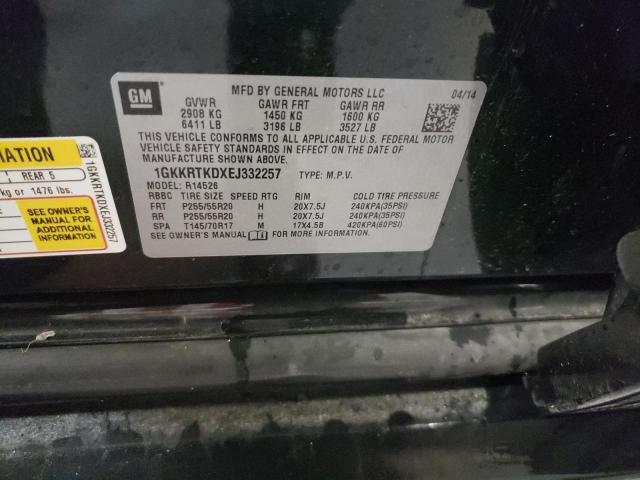 GM
MFD BY GENERAL MOTORS LLC
04/14
GVWR GAWR FRT GAWR RR
2908 KG 1450 KG 1600 KG
6411 LB 3196 LB 3527 LB
THIS VEHICLE CONFORMS TO ALL APPLICABLE U.S. FEDERAL MOTOR
VEHICLE SAFETY STANDARDS IN EFFECT ON THE DATE OF
MANUFACTURE SHOWN ABOVE.
1GKKRTKDXEJ332257 TYPE: M.P.V.
MODEL: R14526
RBBC TIRE SIZE SPEED RTG RIM COLD TIRE PRESSURE
FRT P255/55R20 H 20X7.5J 240KPA(35PSI)
RR P255/55R20 H 20X7.5J 240KPA(35PSI)
SPA T145/70R17 M 17X4.5B 420KPA(60PSI)
SEE OWNER'S MANUAL FOR MORE INFORMATION.
MATION
1 REAR 5
kg or 1476 lbs.
SEE OWNER'S
MANUAL FOR
ADDITIONAL
INFORMATION
1GKKRTKDXEJ332257